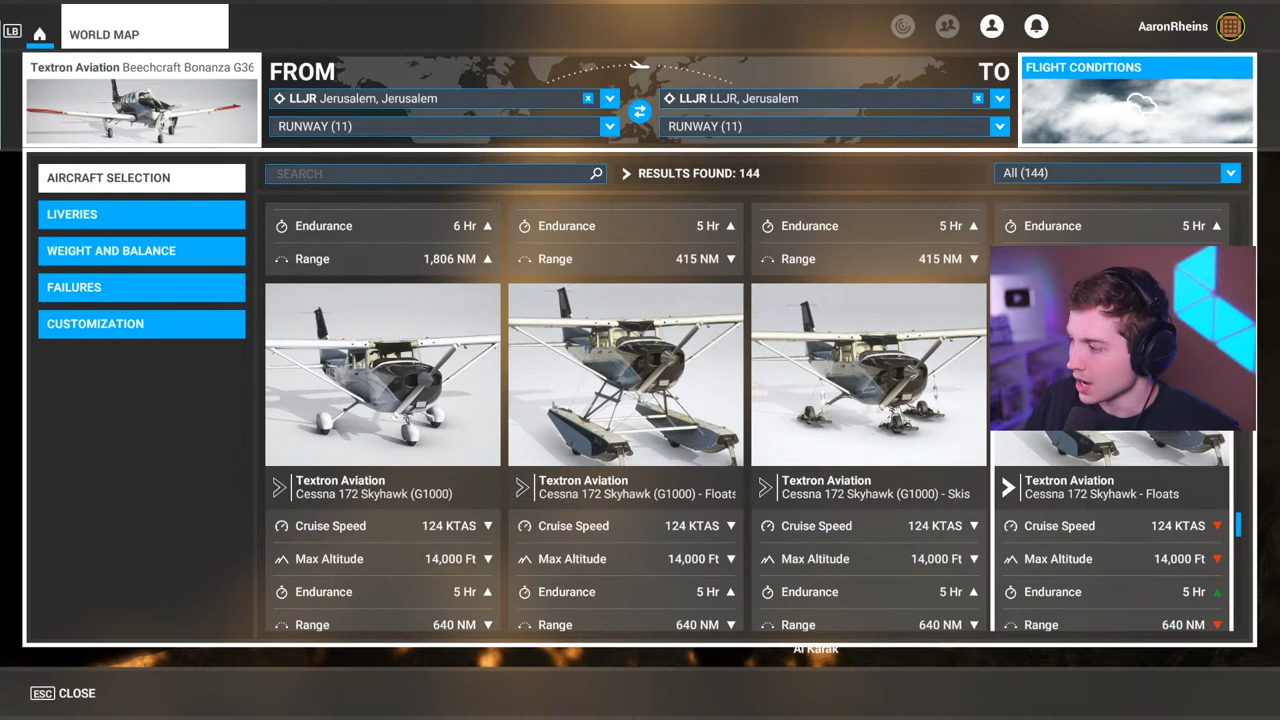 LB
WORLD MAP
AaronRheins
Textron Aviation Beechcraft Bonanza G36
FROM
TO
FLIGHT CONDITIONS
LLJR Jerusalem, Jerusalem
LLJR LLJR, Jerusalem
RUNWAY (11)
RUNWAY (11)
AIRCRAFT SELECTION
LIVERIES
WEIGHT AND BALANCE
FAILURES
CUSTOMIZATION
SEARCH
RESULTS FOUND: 144
All (144)
Endurance 6 Hr
Endurance 5 Hr
Endurance 5 Hr
Endurance 5 Hr
Range 1,806 NM
Range 415 NM
Range 415 NM
Textron Aviation
Cessna 172 Skyhawk (G1000)
Cruise Speed 124 KTAS
Max Altitude 14,000 Ft
Endurance 5 Hr
Range 640 NM
Textron Aviation
Cessna 172 Skyhawk (G1000) - Floats
Cruise Speed 124 KTAS
Max Altitude 14,000 Ft
Endurance 5 Hr
Range 640 NM
Textron Aviation
Cessna 172 Skyhawk (G1000) - Skis
Cruise Speed 124 KTAS
Max Altitude 14,000 Ft
Endurance 5 Hr
Range 640 NM
Textron Aviation
Cessna 172 Skyhawk - Floats
Cruise Speed 124 KTAS
Max Altitude 14,000 Ft
Endurance 5 Hr
Range 640 NM
Al Karak
ESC CLOSE